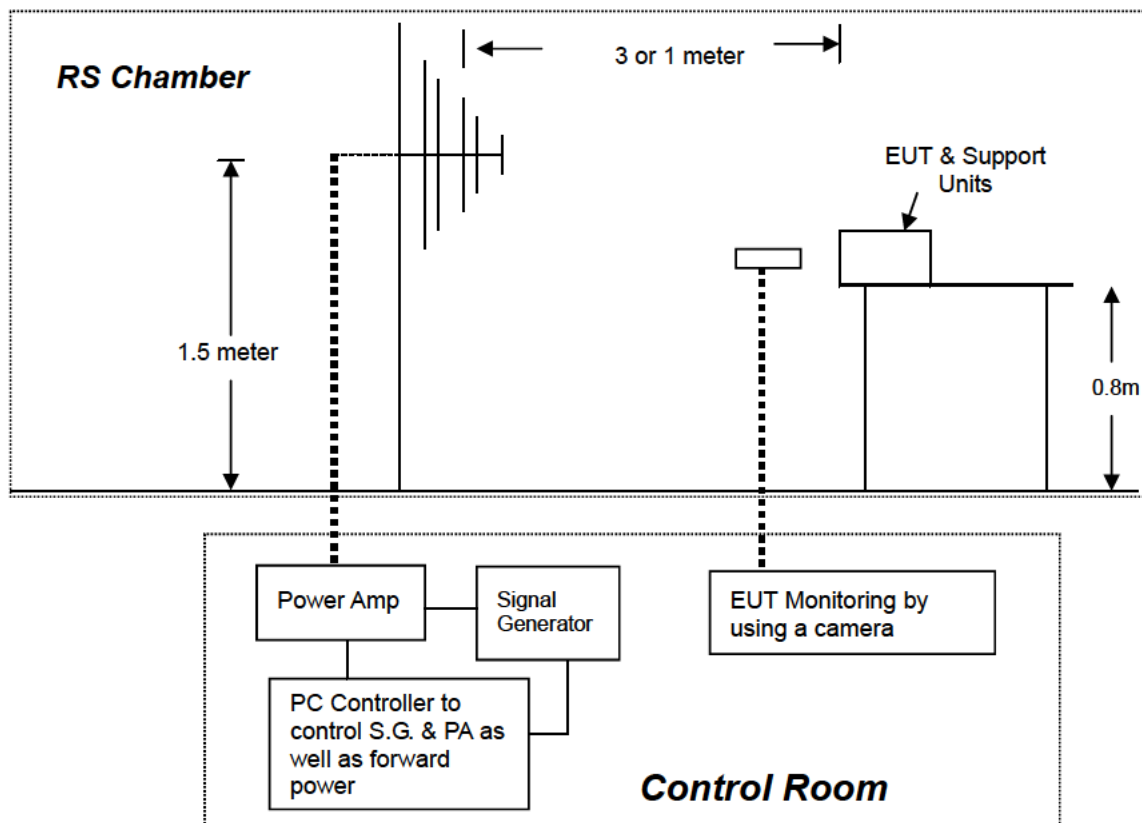 RS Chamber
3 or 1 meter
EUT & Support
Units
1.5 meter
0.8m
Power Amp
Signal
Generator
EUT Monitoring by
using a camera
PC Controller to
control S.G. & PA as
well as forward
power
Control Room